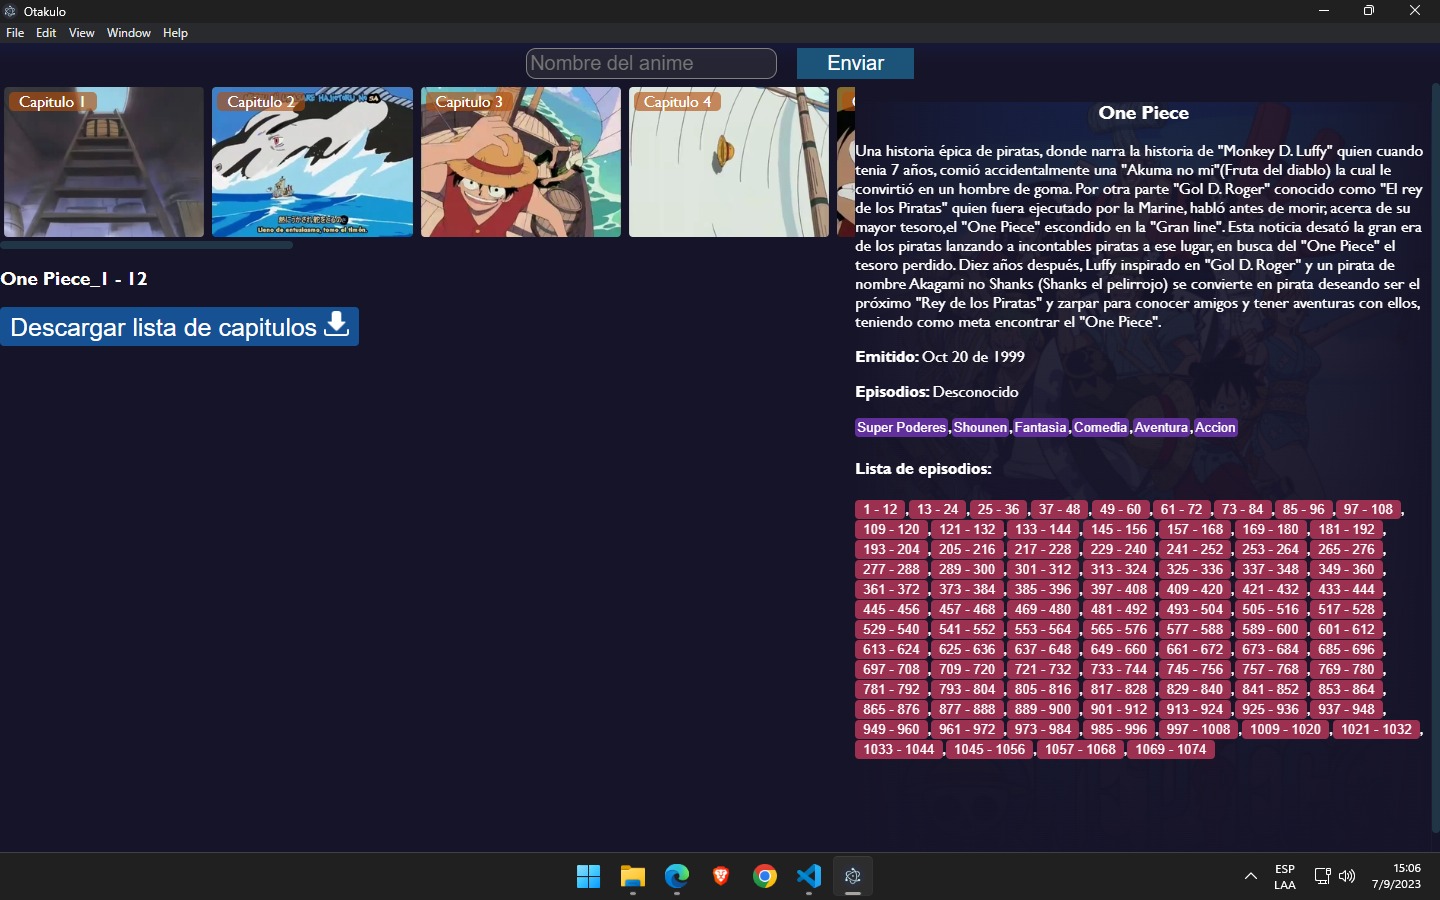 Otakulo
File Edit View Window Help
Nombre del anime
Enviar
Capitulo 1
Capitulo 2
Capitulo 3
Capitulo 4
Lleno de entusiasmo, tomo el timón.
One Piece_1 - 12
Descargar lista de capitulos
One Piece
Una historia épica de piratas, donde narra la historia de "Monkey D. Luffy" quien cuando
tenia 7 años, comió accidentalmente una "Akuma no mi"(Fruta del diablo) la cual le
convirtió en un hombre de goma. Por otra parte "Gol D. Roger" conocido como "El rey
de los Piratas" quien fuera ejecutado por la Marine, habló antes de morir, acerca de su
mayor tesoro,el "One Piece" escondido en la "Gran line". Esta noticia desató la gran era
de los piratas lanzando a incontables piratas a ese lugar, en busca del "One Piece" el
tesoro perdido. Diez años después, Luffy inspirado en "Gol D. Roger" y un pirata de
nombre Akagami no Shanks (Shanks el pelirrojo) se convierte en pirata deseando ser el
próximo "Rey de los Piratas" y zarpar para conocer amigos y tener aventuras con ellos,
teniendo como meta encontrar el "One Piece".
Emitido: Oct 20 de 1999
Episodios: Desconocido
Super Poderes, Shounen, Fantasia, Comedia, Aventura, Accion
Lista de episodios:
1 - 12, 13 - 24, 25 - 36, 37 - 48, 49 - 60, 61 - 72, 73 - 84, 85 - 96, 97 - 108,
109 - 120, 121 - 132, 133 - 144, 145 - 156, 157 - 168, 169 - 180, 181 - 192,
193 - 204, 205 - 216, 217 - 228, 229 - 240, 241 - 252, 253 - 264, 265 - 276,
277 - 288, 289 - 300, 301 - 312, 313 - 324, 325 - 336, 337 - 348, 349 - 360,
361 - 372, 373 - 384, 385 - 396, 397 - 408, 409 - 420, 421 - 432, 433 - 444,
445 - 456, 457 - 468, 469 - 480, 481 - 492, 493 - 504, 505 - 516, 517 - 528,
529 - 540, 541 - 552, 553 - 564, 565 - 576, 577 - 588, 589 - 600, 601 - 612,
613 - 624, 625 - 636, 637 - 648, 649 - 660, 661 - 672, 673 - 684, 685 - 696,
697 - 708, 709 - 720, 721 - 732, 733 - 744, 745 - 756, 757 - 768, 769 - 780,
781 - 792, 793 - 804, 805 - 816, 817 - 828, 829 - 840, 841 - 852, 853 - 864,
865 - 876, 877 - 888, 889 - 900, 901 - 912, 913 - 924, 925 - 936, 937 - 948,
949 - 960, 961 - 972, 973 - 984, 985 - 996, 997 - 1008, 1009 - 1020, 1021 - 1032,
1033 - 1044, 1045 - 1056, 1057 - 1068, 1069 - 1074
ESP
LAA
15:06
7/9/2023